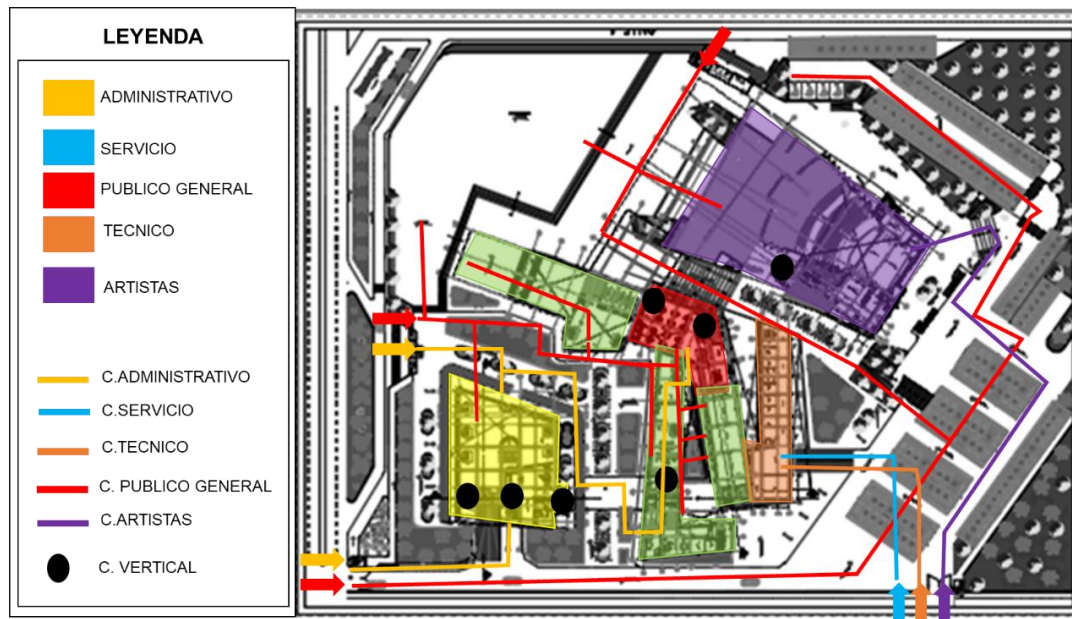 LEYENDA
ADMINISTRATIVO
SERVICIO
PUBLICO GENERAL
TECNICO
ARTISTAS
C.ADMINISTRATIVO
C.SERVICIO
C.TECNICO
C. PUBLICO GENERAL
C.ARTISTAS
C. VERTICAL